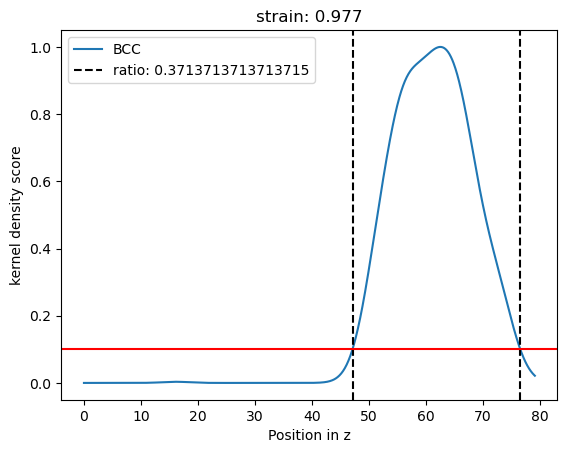 strain: 0.977
BCC
ratio: 0.3713713713713715
kernel density score
1.0
0.8
0.6
0.4
0.2
0.0
0 10 20 30 40 50 60 70 80
Position in z